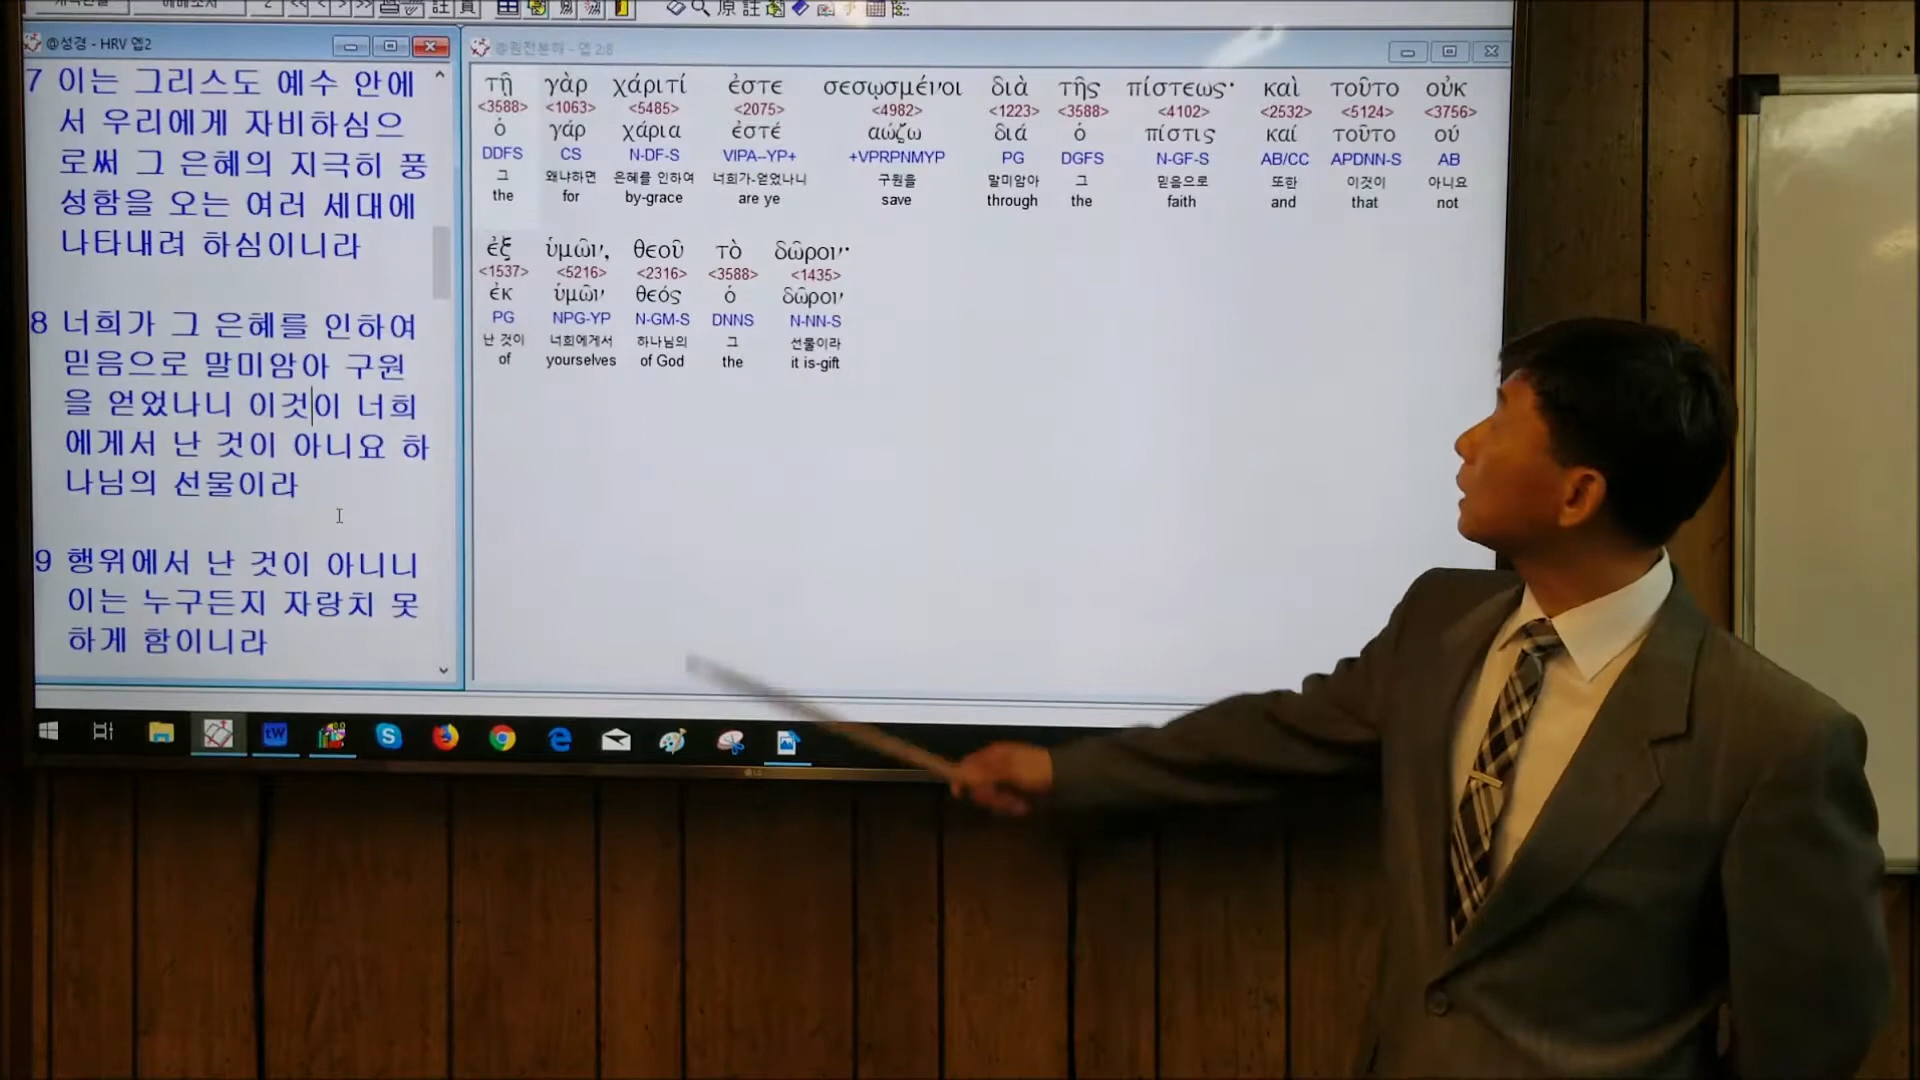 2 << < > >> 註
原 註
@성경 - HRV 엡2
7 이는 그리스도 예수 안에
서 우리에게 자비하심으
로써 그 은혜의 지극히 풍
성함을 오는 여러 세대에
나타내려 하심이니라
8 너희가 그 은혜를 인하여
믿음으로 말미암아 구원
을 얻었나니 이것이 너희
에게서 난 것이 아니요 하
나님의 선물이라
9 행위에서 난 것이 아니니
이는 누구든지 자랑치 못
하게 함이니라
@원전분해 - 엡 2:8
τῇ γὰρ χάριτί ἐστε σεσῳσμένοι διὰ τῆς πίστεως· καὶ τοῦτο οὐκ
<3588> <1063> <5485> <2075> <4982> <1223> <3588> <4102> <2532> <5124> <3756>
ὁ γάρ χάρια ἐστέ αώζω διά ὁ πίστις καί τοῦτο οὐ
DDFS CS N-DF-S VIPA--YP+ +VPRPNMYP PG DGFS N-GF-S AB/CC APDNN-S AB
그 왜냐하면 은혜를 인하여 너희가-얻었나니 구원을 말미암아 그 믿음으로 또한 이것이 아니요
the for by-grace are ye save through the faith and that not
ἐξ ὑμῶν, θεοῦ τὸ δῶρον·
<1537> <5216> <2316> <3588> <1435>
ἐκ ὑμῶν θεός ὁ δῶρον
PG NPG-YP N-GM-S DNNS N-NN-S
난 것이 너희에게서 하나님의 그 선물이라
of yourselves of God the it is-gift